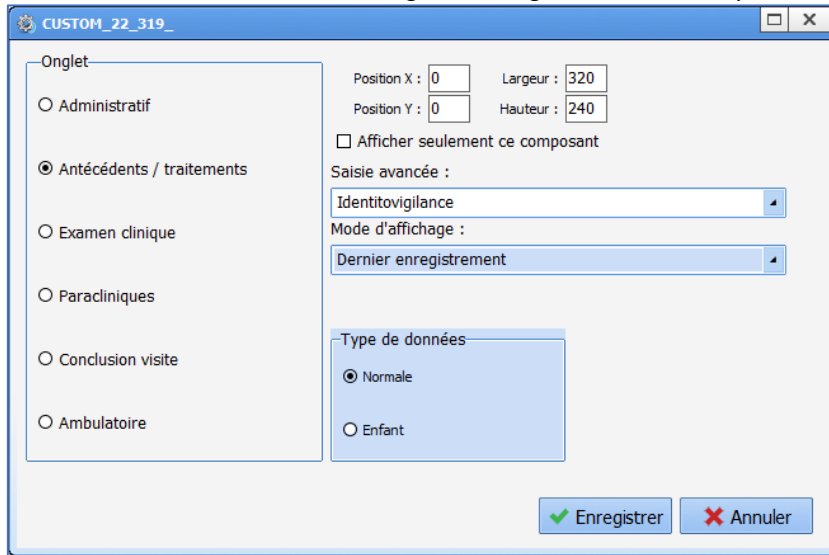 CUSTOM_22_319_
Onglet
Administratif
Antécédents / traitements
Examen clinique
Paracliniques
Conclusion visite
Ambulatoire
Position X : 0 Largeur : 320
Position Y : 0 Hauteur : 240
Afficher seulement ce composant
Saisie avancée :
Identitovigilance
Mode d'affichage :
Dernier enregistrement
Type de données
Normale
Enfant
Enregistrer Annuler